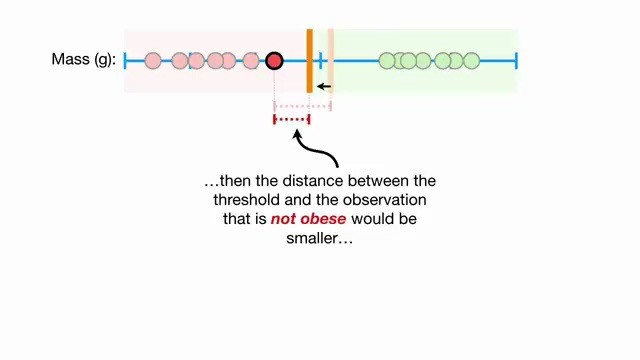 Mass (g):
…then the distance between the
threshold and the observation
that is not obese would be
smaller…